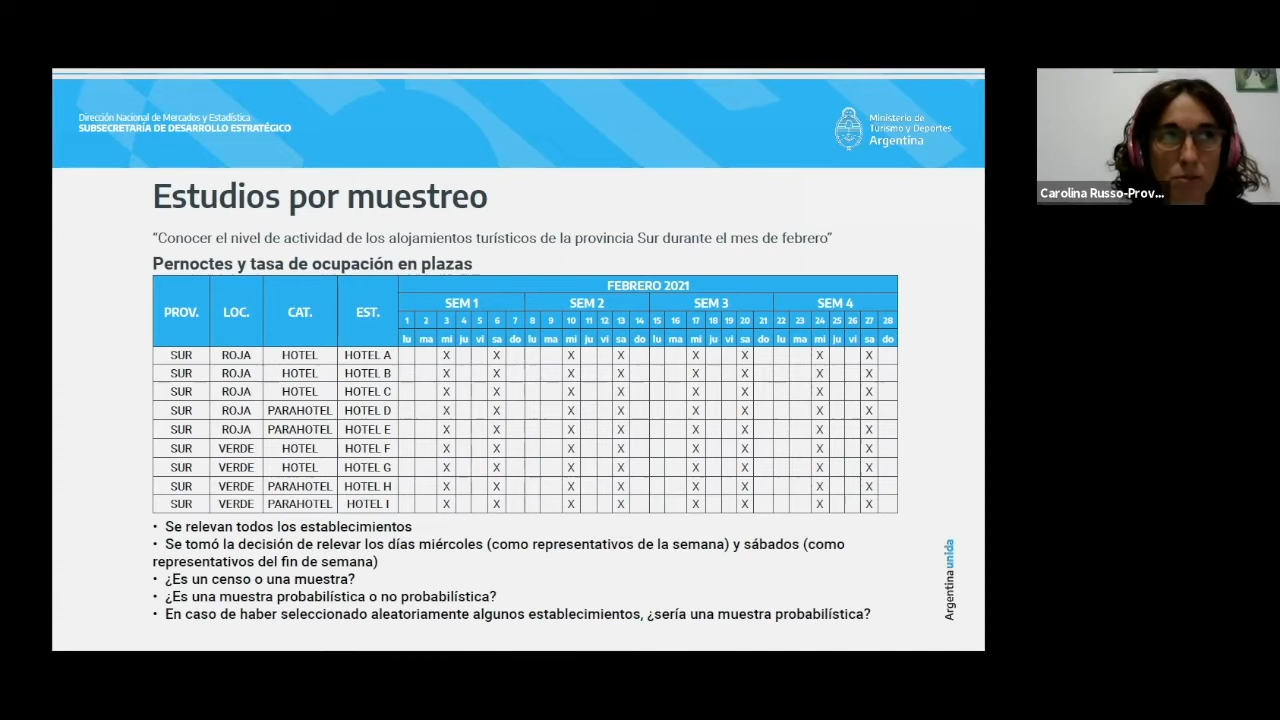 Dirección Nacional de Mercados y Estadística
SUBSECRETARÍA DE DESARROLLO ESTRATÉGICO
Ministerio de
Turismo y Deportes
Argentina
Carolina Russo-Prov...
Estudios por muestreo
“Conocer el nivel de actividad de los alojamientos turísticos de la provincia Sur durante el mes de febrero”
Pernoctes y tasa de ocupación en plazas
PROV. LOC. CAT. EST. FEBRERO 2021
SEM 1 SEM 2 SEM 3 SEM 4
1 2 3 4 5 6 7 8 9 10 11 12 13 14 15 16 17 18 19 20 21 22 23 24 25 26 27 28
lu ma mi ju vi sa do lu ma mi ju vi sa do lu ma mi ju vi sa do lu ma mi ju vi sa do
SUR ROJA HOTEL HOTEL A X X X X X X X X
SUR ROJA HOTEL HOTEL B X X X X X X X X
SUR ROJA HOTEL HOTEL C X X X X X X X X
SUR ROJA PARAHOTEL HOTEL D X X X X X X X X
SUR ROJA PARAHOTEL HOTEL E X X X X X X X X
SUR VERDE HOTEL HOTEL F X X X X X X X X
SUR VERDE HOTEL HOTEL G X X X X X X X X
SUR VERDE PARAHOTEL HOTEL H X X X X X X X X
SUR VERDE PARAHOTEL HOTEL I X X X X X X X X
• Se relevan todos los establecimientos
• Se tomó la decisión de relevar los días miércoles (como representativos de la semana) y sábados (como
representativos del fin de semana)
• ¿Es un censo o una muestra?
• ¿Es una muestra probabilística o no probabilística?
• En caso de haber seleccionado aleatoriamente algunos establecimientos, ¿sería una muestra probabilística?
Argentina unida